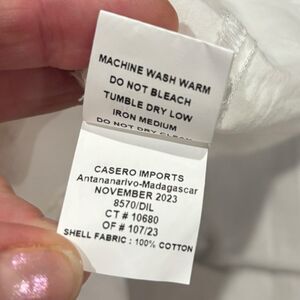 MACHINE WASH WARM
DO NOT BLEACH
TUMBLE DRY LOW
IRON MEDIUM
DO NOT DRY CLEAN
CASERO IMPORTS
Antananarivo-Madagascar
NOVEMBER 2023
8570/DIL
CT # 10680
OF # 107/23
SHELL FABRIC : 100% COTTON